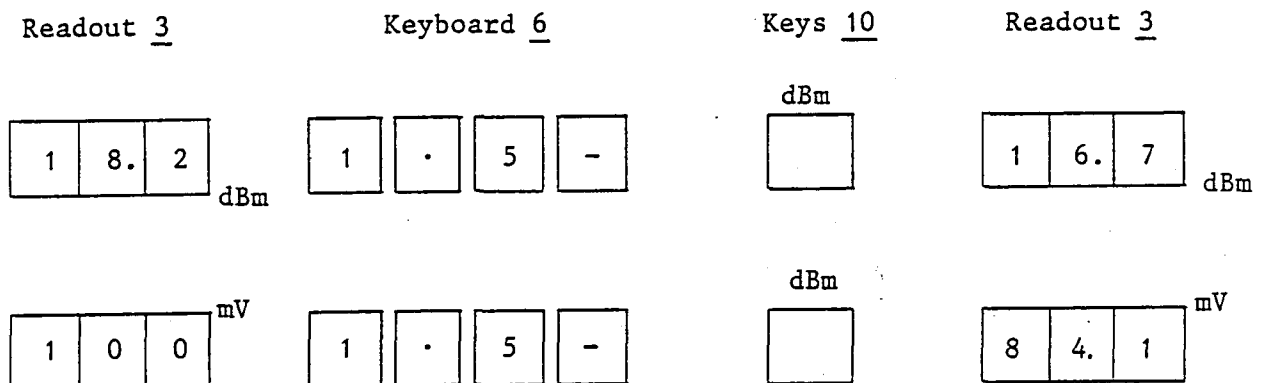 Readout 3 Keyboard 6 Keys 10 Readout 3
dBm
1 8. 2 dBm 1 . 5 - 1 6. 7 dBm
dBm
1 0 0 mV 1 . 5 - 8 4. 1 mV